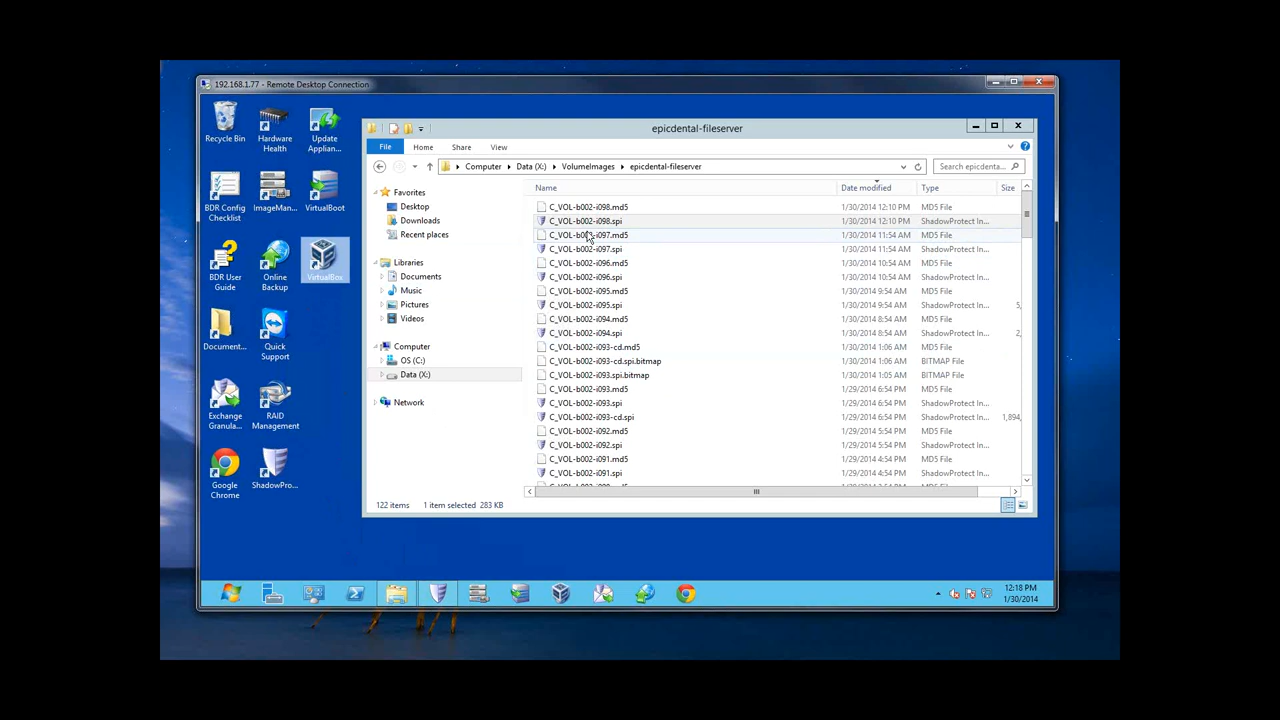 192.168.1.77 - Remote Desktop Connection
Recycle Bin
Hardware Health
Update Applian...
BDR Config Checklist
ImageMan...
VirtualBoot
BDR User Guide
Online Backup
VirtualBox
Document...
Quick Support
Exchange Granula...
RAID Management
Google Chrome
ShadowPro...
epicdental-fileserver
File
Home
Share
View
Computer
Data (X:)
VolumeImages
epicdental-fileserver
Search epicdenta...
Favorites
Desktop
Downloads
Recent places
Libraries
Documents
Music
Pictures
Videos
Computer
OS (C:)
Data (X:)
Network
Name Date modified Type Size
C_VOL-b002-i098.md5 1/30/2014 12:10 PM MD5 File
C_VOL-b002-i098.spi 1/30/2014 12:10 PM ShadowProtect In...
C_VOL-b002-i097.md5 1/30/2014 11:54 AM MD5 File
C_VOL-b002-i097.spi 1/30/2014 11:54 AM ShadowProtect In...
C_VOL-b002-i096.md5 1/30/2014 10:54 AM MD5 File
C_VOL-b002-i096.spi 1/30/2014 10:54 AM ShadowProtect In...
C_VOL-b002-i095.md5 1/30/2014 9:54 AM MD5 File
C_VOL-b002-i095.spi 1/30/2014 9:54 AM ShadowProtect In... 5,
C_VOL-b002-i094.md5 1/30/2014 8:54 AM MD5 File
C_VOL-b002-i094.spi 1/30/2014 8:54 AM ShadowProtect In... 2,
C_VOL-b002-i093-cd.md5 1/30/2014 1:06 AM MD5 File
C_VOL-b002-i093-cd.spi.bitmap 1/30/2014 1:06 AM BITMAP File
C_VOL-b002-i093.spi.bitmap 1/30/2014 1:05 AM BITMAP File
C_VOL-b002-i093.md5 1/29/2014 6:54 PM MD5 File
C_VOL-b002-i093.spi 1/29/2014 6:54 PM ShadowProtect In...
C_VOL-b002-i093-cd.spi 1/29/2014 6:54 PM ShadowProtect In... 1,894,
C_VOL-b002-i092.md5 1/29/2014 5:54 PM MD5 File
C_VOL-b002-i092.spi 1/29/2014 5:54 PM ShadowProtect In...
C_VOL-b002-i091.md5 1/29/2014 4:54 PM MD5 File
C_VOL-b002-i091.spi 1/29/2014 4:54 PM ShadowProtect In...
122 items 1 item selected 283 KB
12:18 PM
1/30/2014